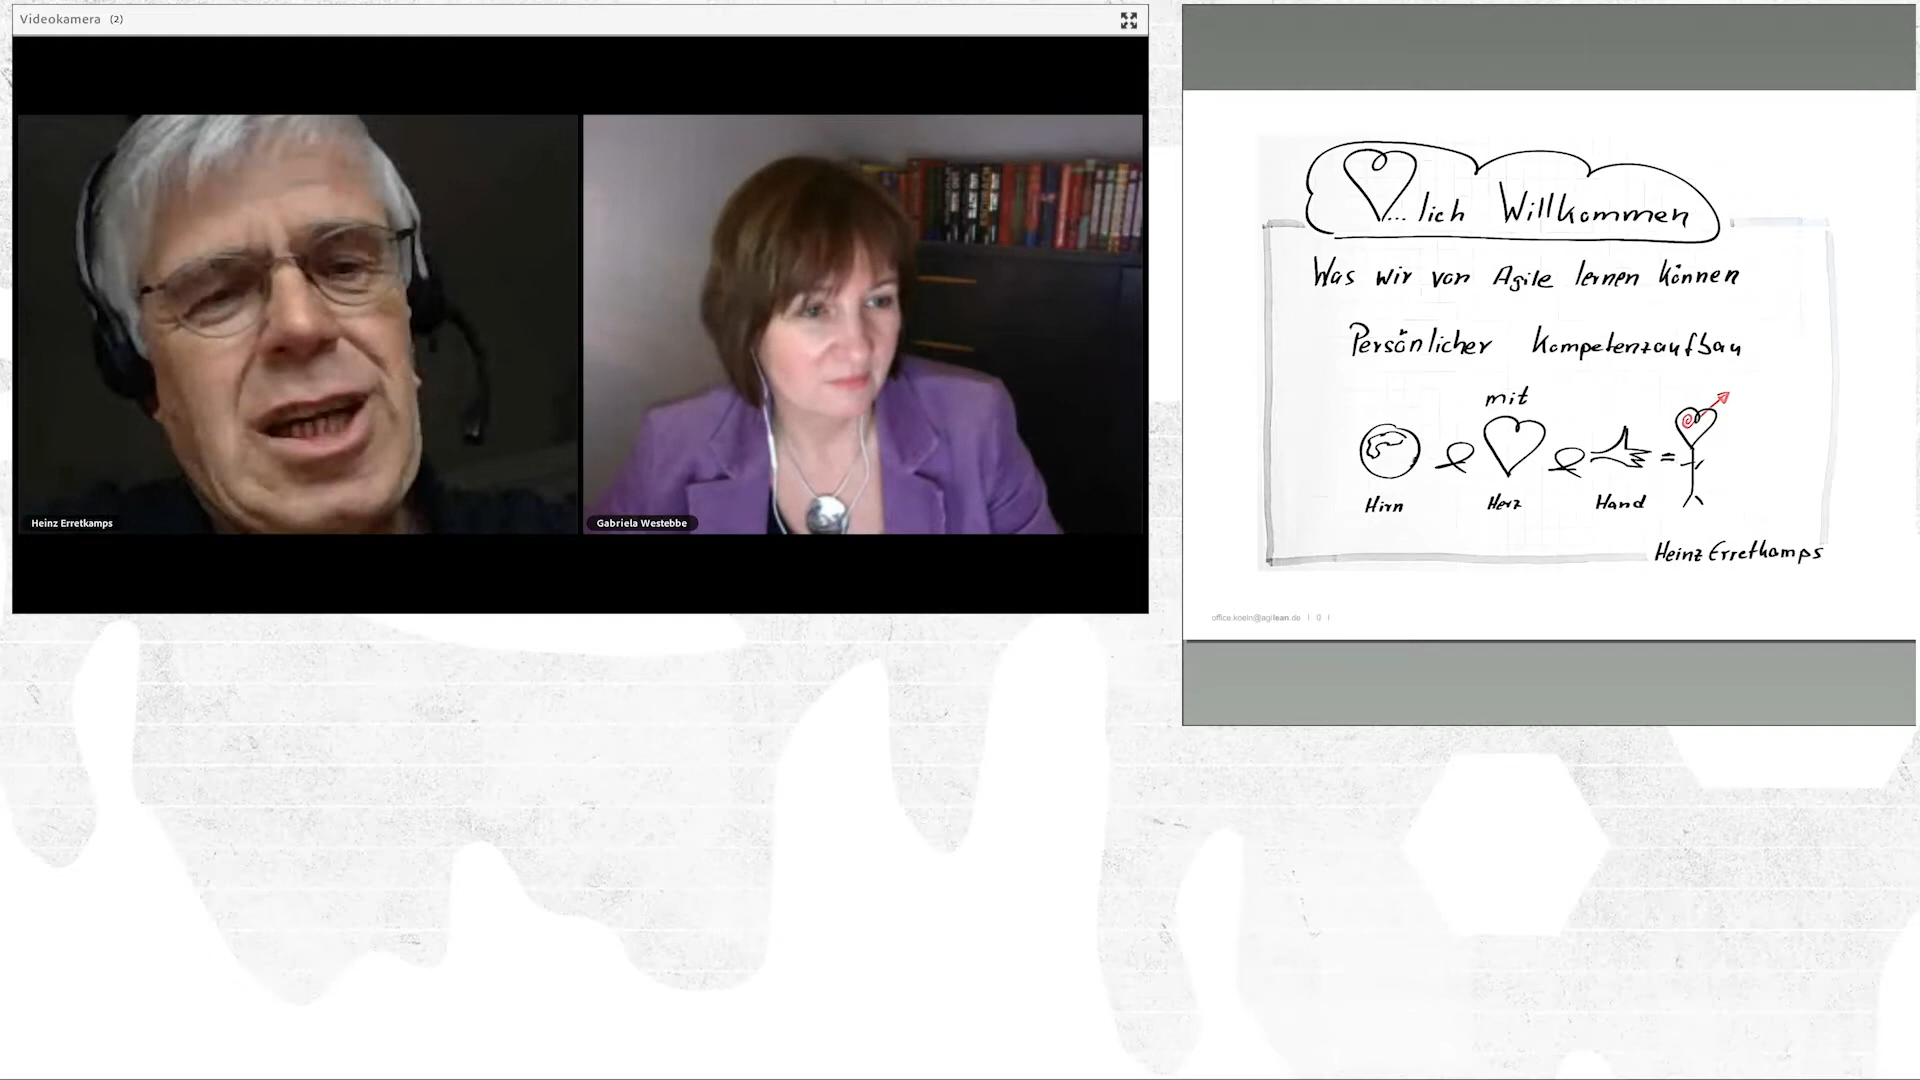 Videokamera (2)
Heinz Erretkamps
Gabriela Westebbe
...lich Willkommen
Was wir von Agile lernen können
Persönlicher Kompetenzaufbau
mit
=
Hirn Herz Hand
Heinz Erretkamps
office.koeln@agilean.de | 0 |